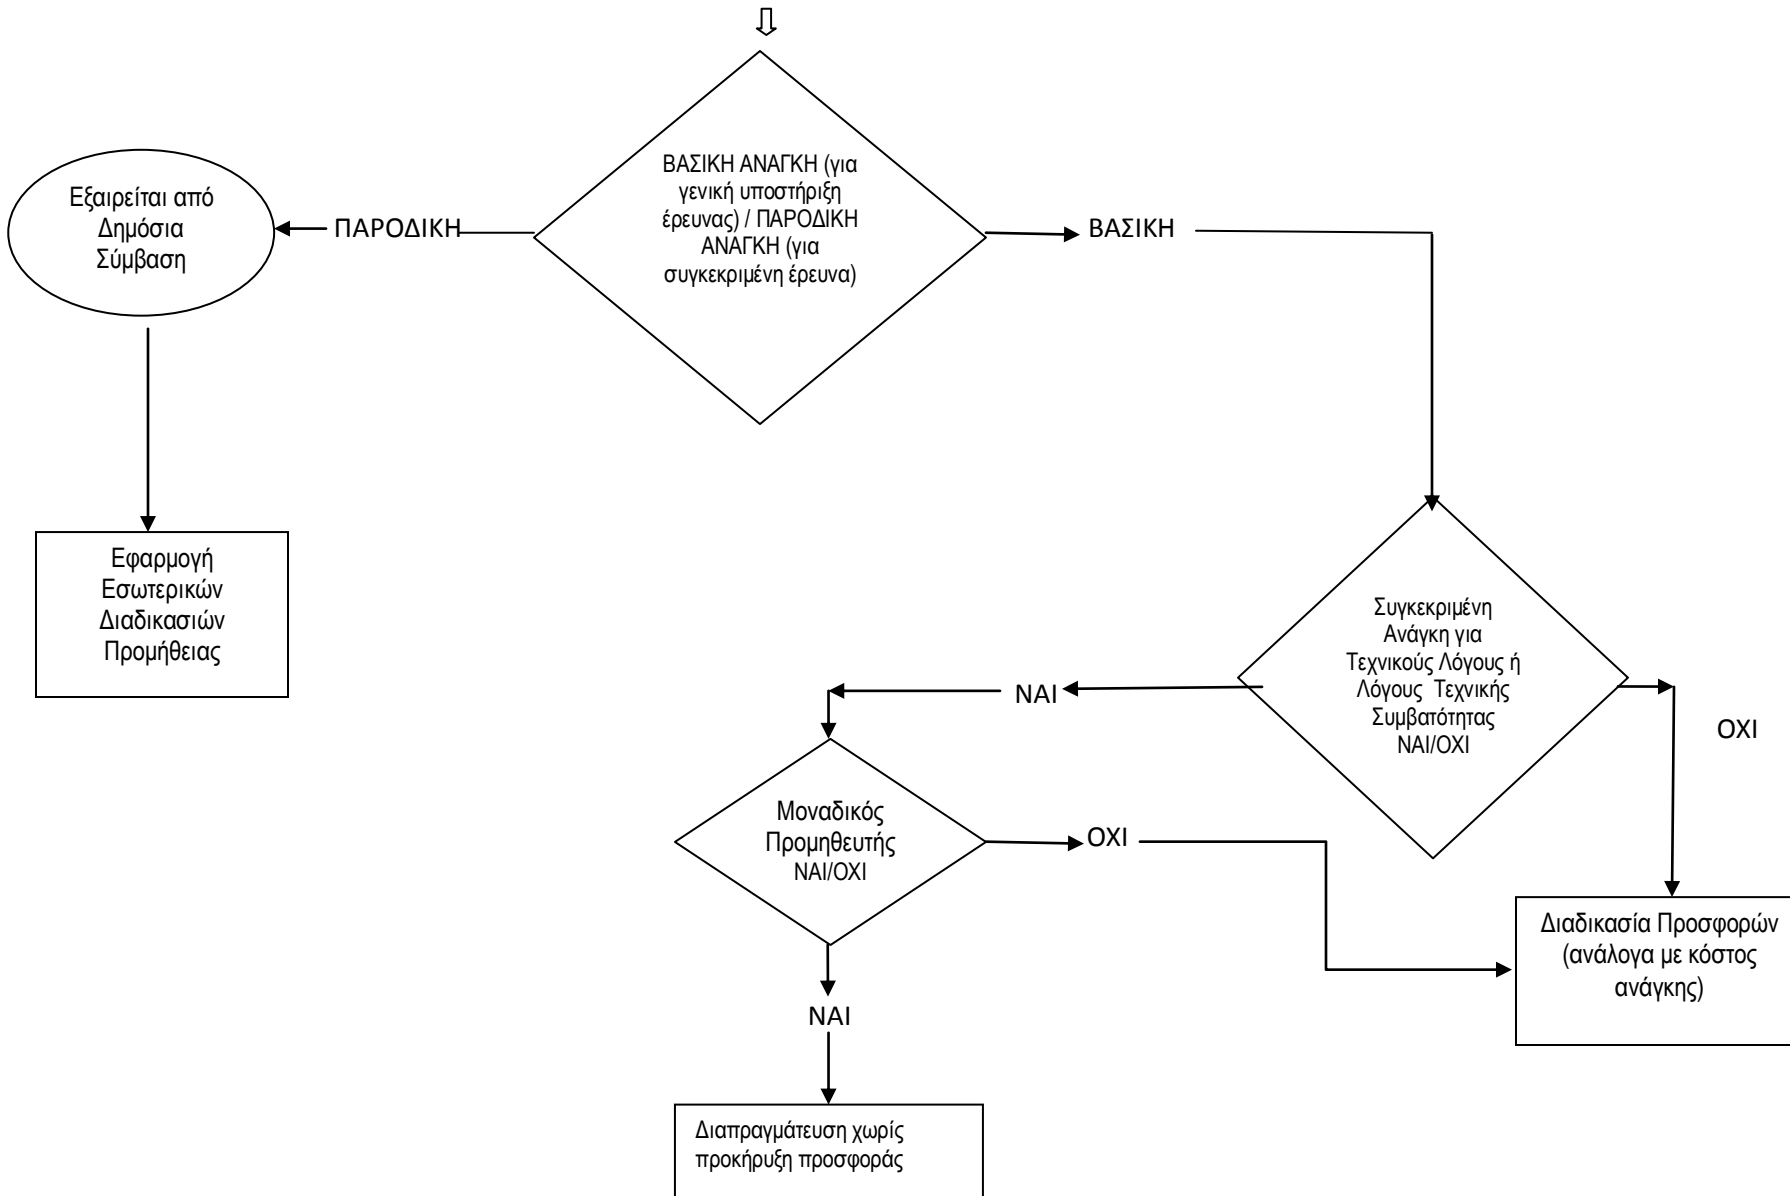 ΒΑΣΙΚΗ ΑΝΑΓΚΗ (για
γενική υποστήριξη
έρευνας) / ΠΑΡΟΔΙΚΗ
ΑΝΑΓΚΗ (για
συγκεκριμένη έρευνα)
Εξαιρείται από
Δημόσια
Σύμβαση
ΠΑΡΟΔΙΚΗ
ΒΑΣΙΚΗ
Εφαρμογή
Εσωτερικών
Διαδικασιών
Προμήθειας
Συγκεκριμένη
Ανάγκη για
Τεχνικούς Λόγους ή
Λόγους Τεχνικής
Συμβατότητας
ΝΑΙ/ΟΧΙ
ΝΑΙ
ΟΧΙ
Μοναδικός
Προμηθευτής
ΝΑΙ/ΟΧΙ
ΟΧΙ
Διαδικασία Προσφορών
(ανάλογα με κόστος
ανάγκης)
ΝΑΙ
Διαπραγμάτευση χωρίς
προκήρυξη προσφοράς